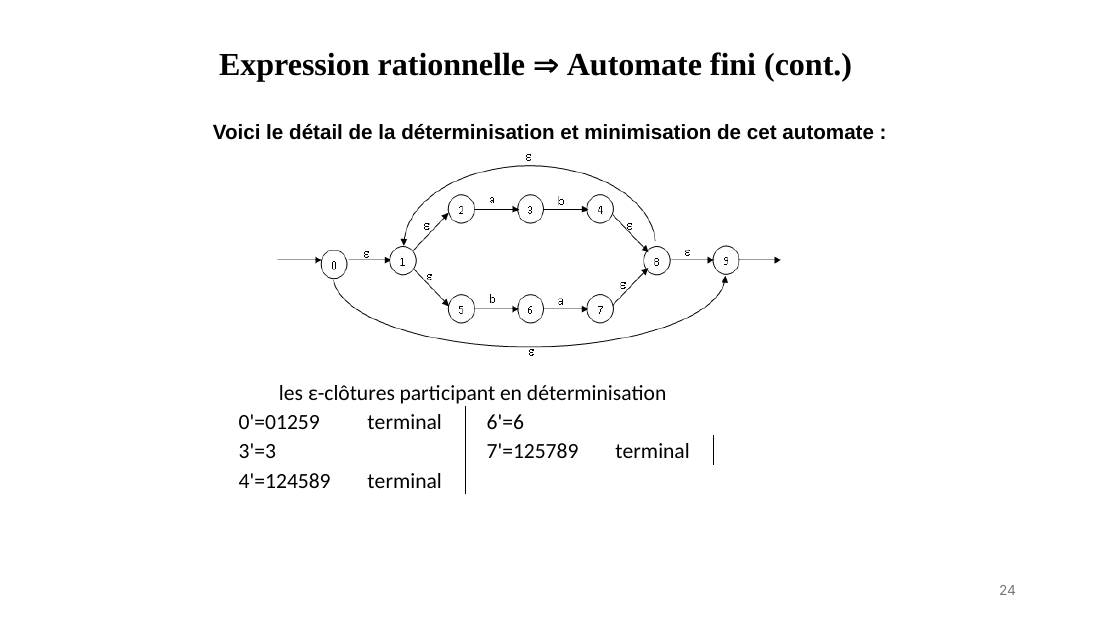 Expression rationnelle ⇒ Automate fini (cont.)
Voici le détail de la déterminisation et minimisation de cet automate :
ε
2 a 3 b 4
ε ε
0 ε 1 8 ε 9
ε ε
5 b 6 a 7
ε
les ε-clôtures participant en déterminisation
0'=01259 terminal 6'=6
3'=3 7'=125789 terminal
4'=124589 terminal
24